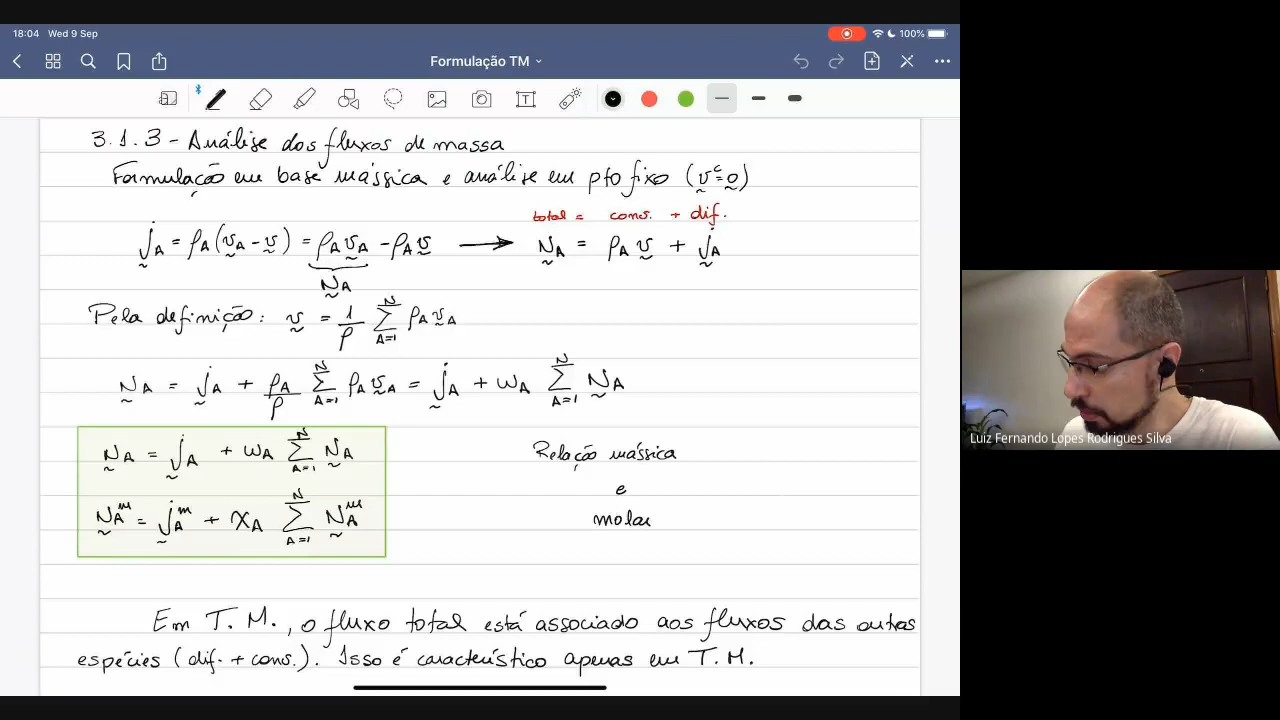 18:04 Wed 9 Sep 100%
Formulação TM
3.1.3 - Análise dos fluxos de massa
Formulação em base mássica e análise em pto fixo (v^c = 0)
total = conv. + dif.
j_A = ρ_A (v_A - v) = ρ_A v_A - ρ_A v → N_A = ρ_A v + j_A
N_A
Pela definição: v = 1/ρ Σ_{A=1}^{N} ρ_A v_A
N_A = j_A + ρ_A/ρ Σ_{A=1}^{N} ρ_A v_A = j_A + ω_A Σ_{A=1}^{N} N_A
N_A = j_A + ω_A Σ_{A=1}^{N} N_A Relação mássica
e
N_A^m = j_A^m + x_A Σ_{A=1}^{N} N_A^m molar
Em T.M., o fluxo total está associado aos fluxos das outras
espécies (dif. + conv.). Isso é característico apenas em T.M.
Luiz Fernando Lopes Rodrigues Silva